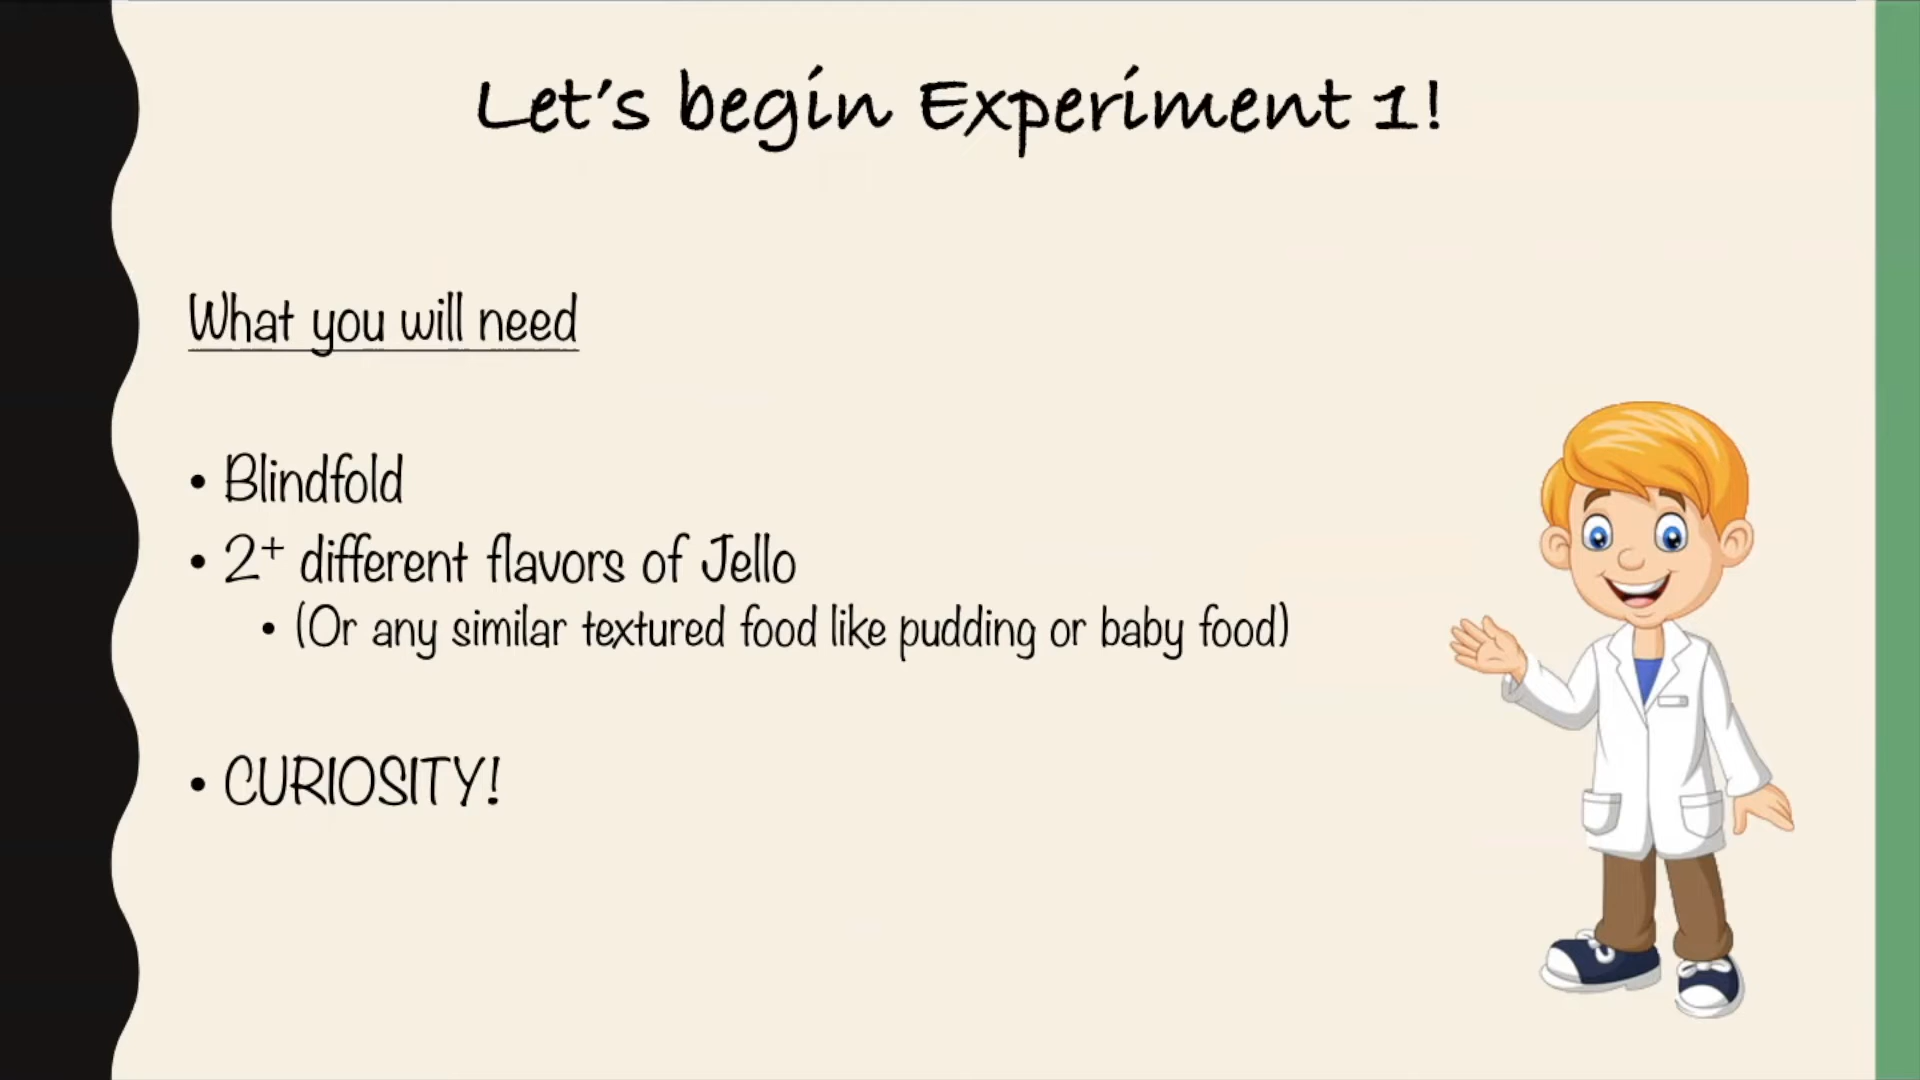 Let's begin Experiment 1!
What you will need
• Blindfold
• 2+ different flavors of Jello
• (Or any similar textured food like pudding or baby food)
• CURIOSITY!